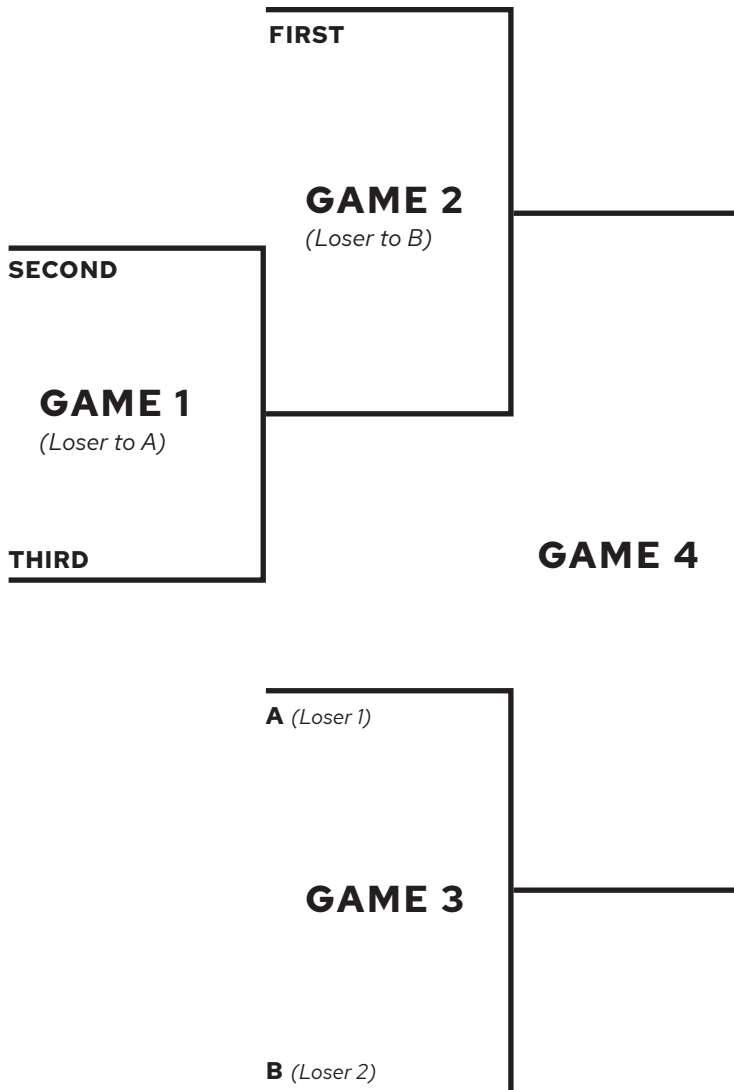 FIRST
GAME 2
(Loser to B)
SECOND
GAME 1
(Loser to A)
THIRD
GAME 4
A (Loser 1)
GAME 3
B (Loser 2)